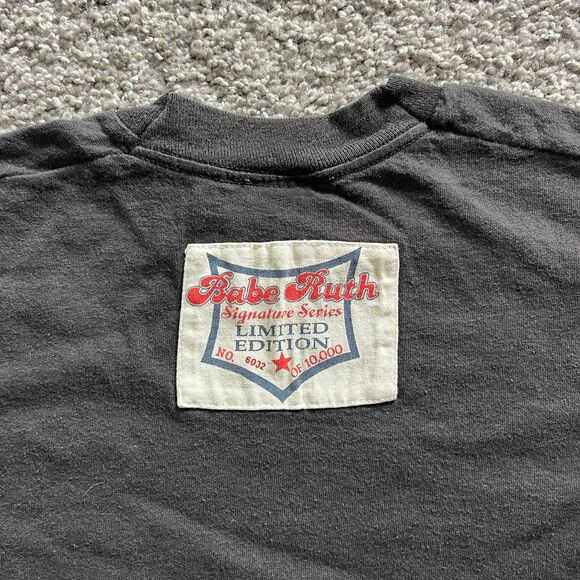 Babe Ruth
Signature Series
LIMITED
EDITION
NO. 6032 ★ OF 10.000